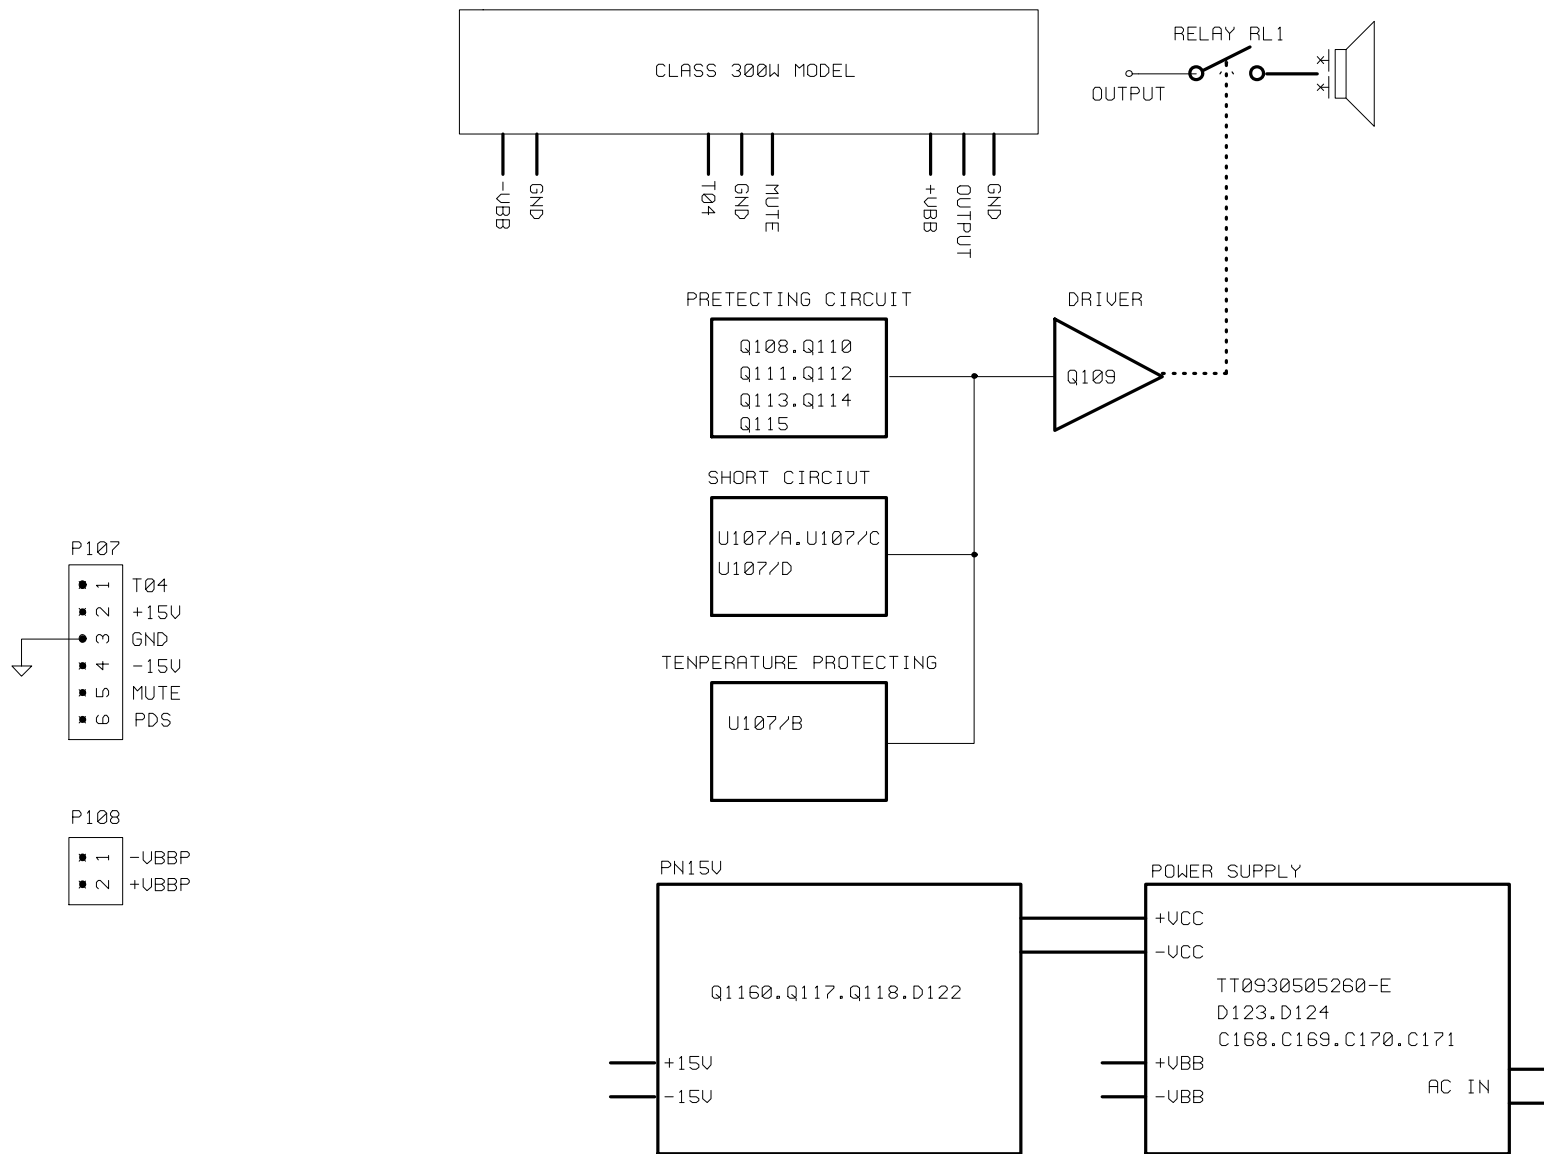 CLASS 300W MODEL
-VBB
GND
T04
GND
MUTE
+VBB
OUTPUT
GND
RELAY RL1
OUTPUT
PRETECTING CIRCUIT
Q108.Q110
Q111.Q112
Q113.Q114
Q115
DRIVER
Q109
SHORT CIRCIUT
U107/A.U107/C
U107/D
TENPERATURE PROTECTING
U107/B
P107
1 T04
2 +15V
3 GND
4 -15V
5 MUTE
6 PDS
P108
1 -VBBP
2 +VBBP
PN15V
Q1160.Q117.Q118.D122
+15V
-15V
POWER SUPPLY
+VCC
-VCC
TT0930505260-E
D123.D124
C168.C169.C170.C171
+VBB
-VBB
AC IN